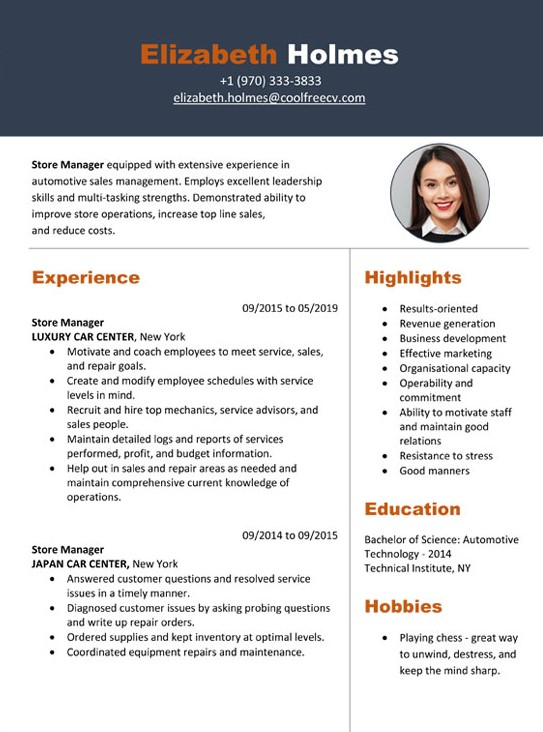 Elizabeth Holmes
+1 (970) 333-3833
elizabeth.holmes@coolfreecv.com
Store Manager equipped with extensive experience in
automotive sales management. Employs excellent leadership
skills and multi-tasking strengths. Demonstrated ability to
improve store operations, increase top line sales,
and reduce costs.
Experience
09/2015 to 05/2019
Store Manager
LUXURY CAR CENTER, New York
• Motivate and coach employees to meet service, sales,
and repair goals.
• Create and modify employee schedules with service
levels in mind.
• Recruit and hire top mechanics, service advisors, and
sales people.
• Maintain detailed logs and reports of services
performed, profit, and budget information.
• Help out in sales and repair areas as needed and
maintain comprehensive current knowledge of
operations.
09/2014 to 09/2015
Store Manager
JAPAN CAR CENTER, New York
• Answered customer questions and resolved service
issues in a timely manner.
• Diagnosed customer issues by asking probing questions
and write up repair orders.
• Ordered supplies and kept inventory at optimal levels.
• Coordinated equipment repairs and maintenance.
Highlights
• Results-oriented
• Revenue generation
• Business development
• Effective marketing
• Organisational capacity
• Operability and
commitment
• Ability to motivate staff
and maintain good
relations
• Resistance to stress
• Good manners
Education
Bachelor of Science: Automotive
Technology - 2014
Technical Institute, NY
Hobbies
• Playing chess - great way
to unwind, destress, and
keep the mind sharp.